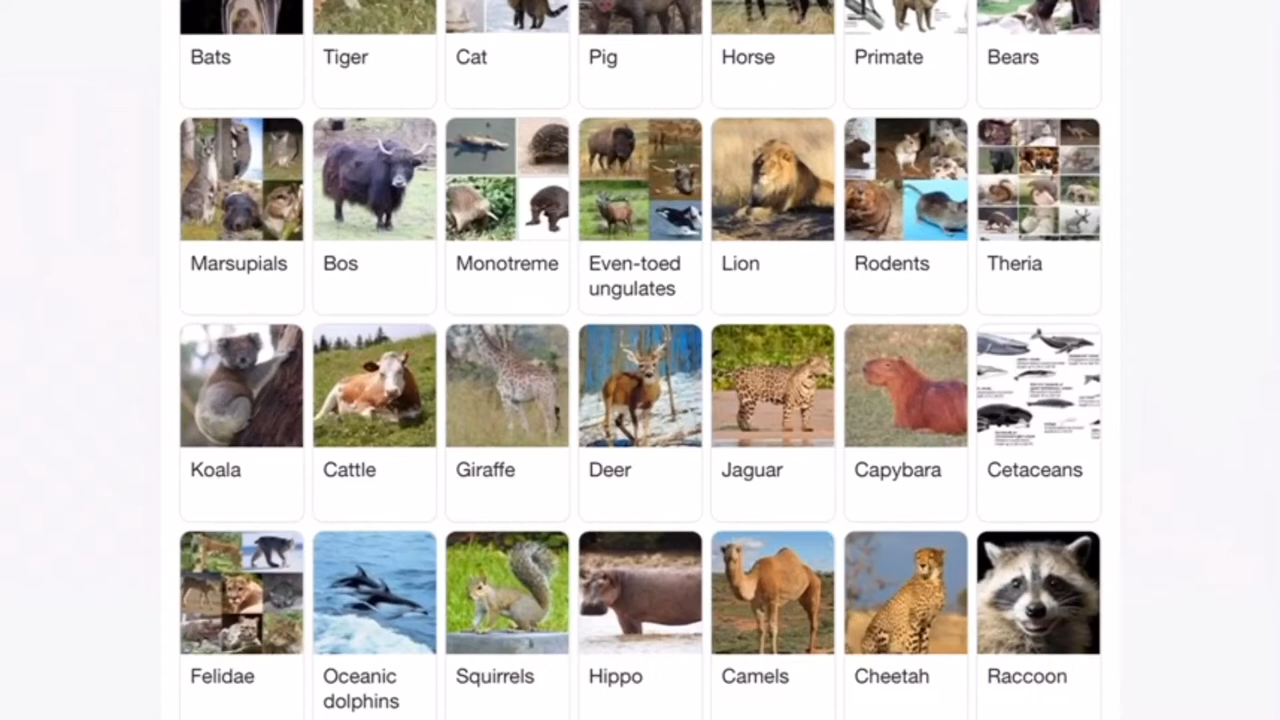 Bats
Tiger
Cat
Pig
Horse
Primate
Bears
Marsupials
Bos
Monotreme
Even-toed
ungulates
Lion
Rodents
Theria
Koala
Cattle
Giraffe
Deer
Jaguar
Capybara
Cetaceans
Felidae
Oceanic
dolphins
Squirrels
Hippo
Camels
Cheetah
Raccoon